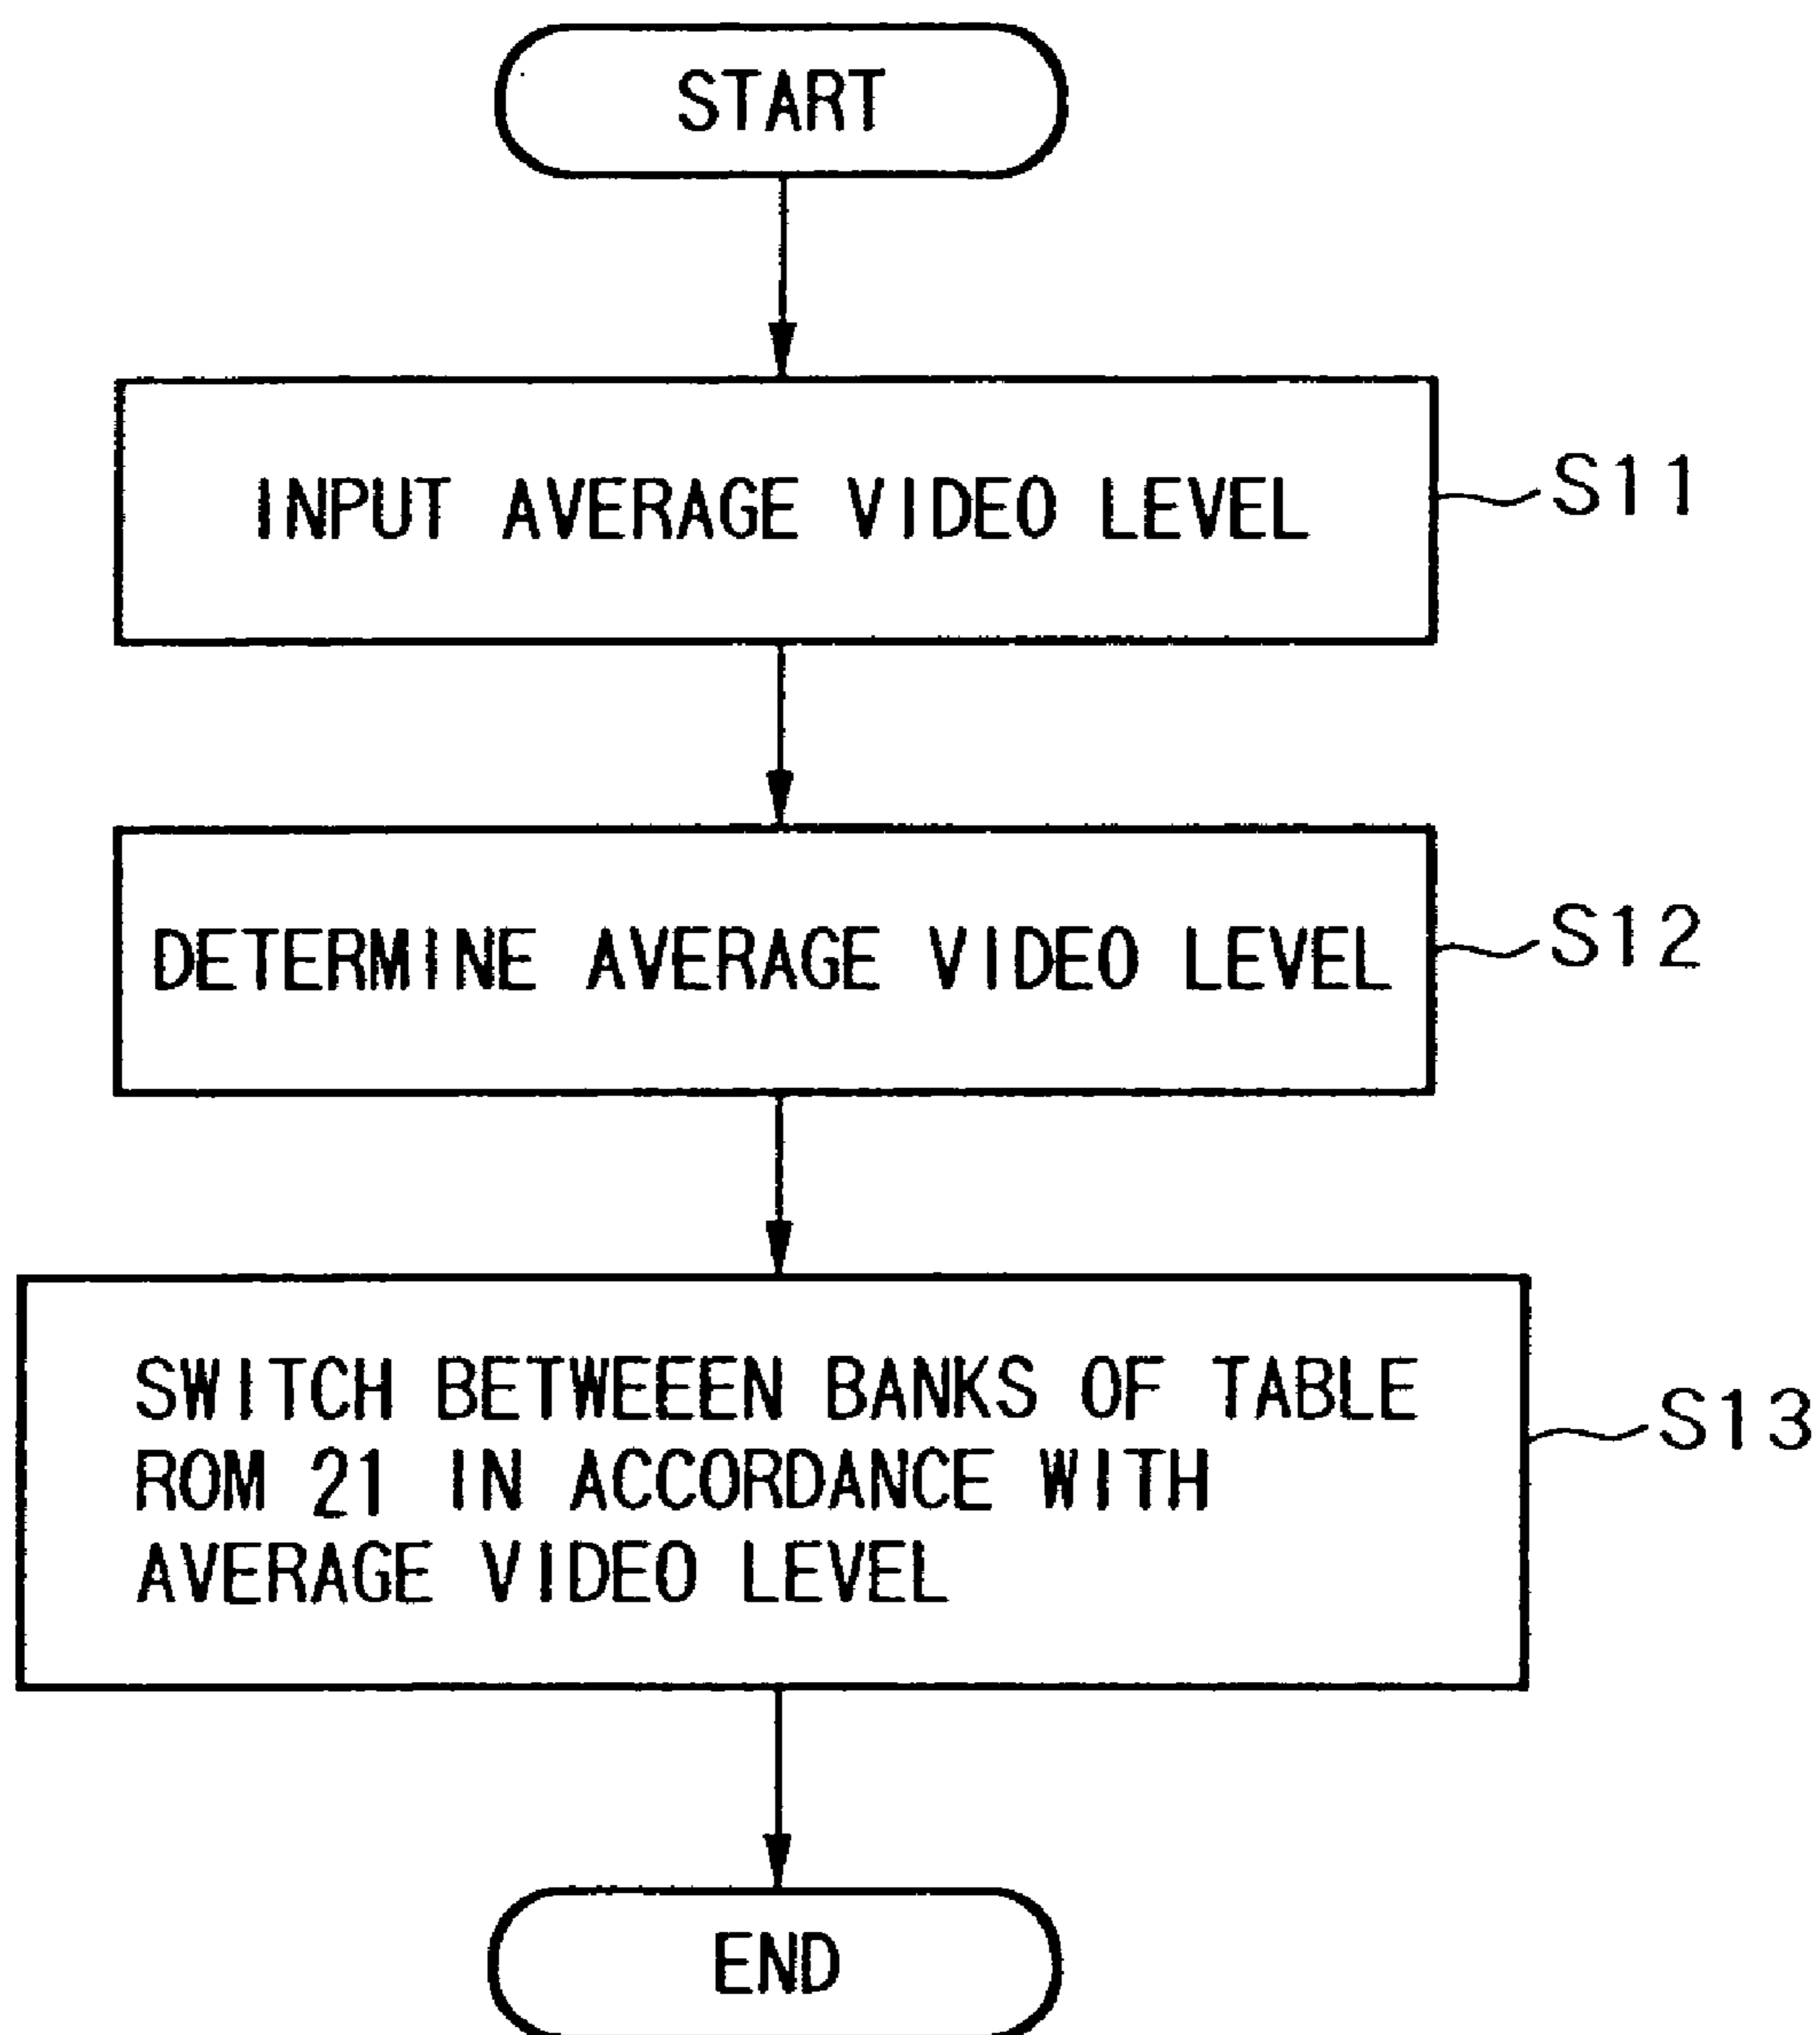 START
INPUT AVERAGE VIDEO LEVEL
S11
DETERMINE AVERAGE VIDEO LEVEL
S12
SWITCH BETWEEEN BANKS OF TABLE
ROM 21 IN ACCORDANCE WITH
AVERAGE VIDEO LEVEL
S13
END